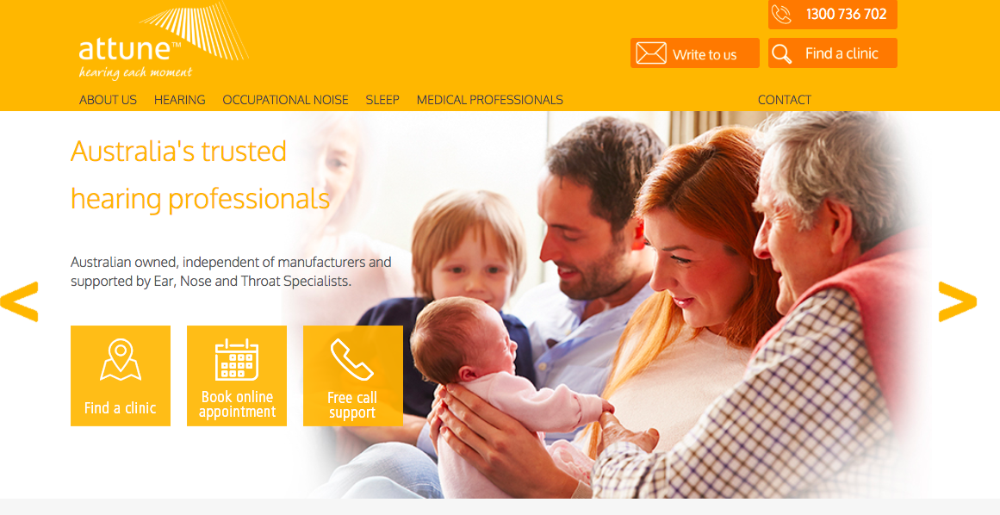 1300 736 702
attune™
hearing each moment
Write to us
Find a clinic
ABOUT US HEARING OCCUPATIONAL NOISE SLEEP MEDICAL PROFESSIONALS CONTACT
Australia's trusted
hearing professionals
Australian owned, independent of manufacturers and
supported by Ear, Nose and Throat Specialists.
< >
Find a clinic
Book online
appointment
Free call
support